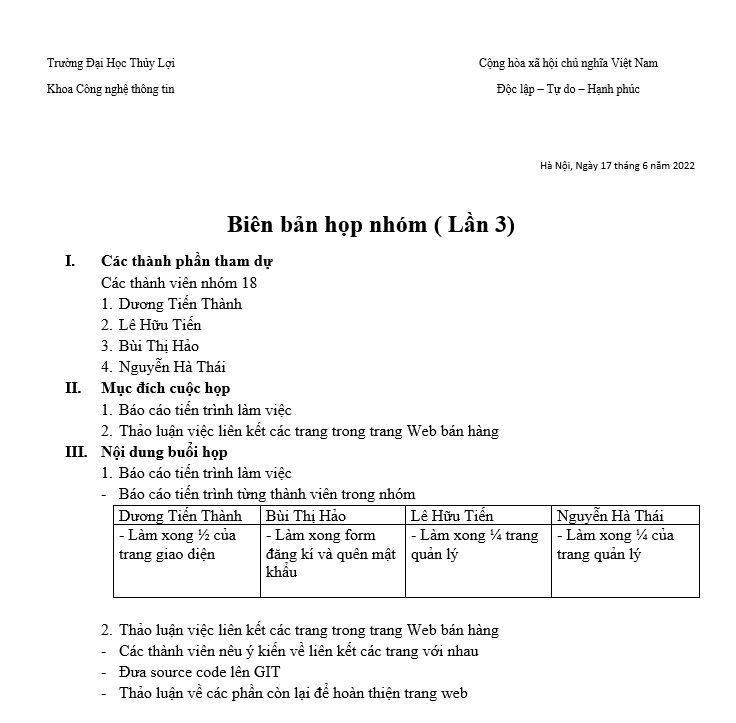 Trường Đại Học Thủy Lợi
Cộng hòa xã hội chủ nghĩa Việt Nam
Khoa Công nghệ thông tin
Độc lập – Tự do – Hạnh phúc
Hà Nội, Ngày 17 tháng 6 năm 2022
Biên bản họp nhóm ( Lần 3)
I. Các thành phần tham dự
Các thành viên nhóm 18
1. Dương Tiến Thành
2. Lê Hữu Tiến
3. Bùi Thị Hảo
4. Nguyễn Hà Thái
II. Mục đích cuộc họp
1. Báo cáo tiến trình làm việc
2. Thảo luận việc liên kết các trang trong trang Web bán hàng
III. Nội dung buổi họp
1. Báo cáo tiến trình làm việc
- Báo cáo tiến trình từng thành viên trong nhóm
Dương Tiến Thành
Bùi Thị Hảo
Lê Hữu Tiến
Nguyễn Hà Thái
- Làm xong ½ của
trang giao diện
- Làm xong form
đăng kí và quên mật
khẩu
- Làm xong ¼ trang
quản lý
- Làm xong ¼ của
trang quản lý
2. Thảo luận việc liên kết các trang trong trang Web bán hàng
- Các thành viên nêu ý kiến về liên kết các trang với nhau
- Đưa source code lên GIT
- Thảo luận về các phần còn lại để hoàn thiện trang web